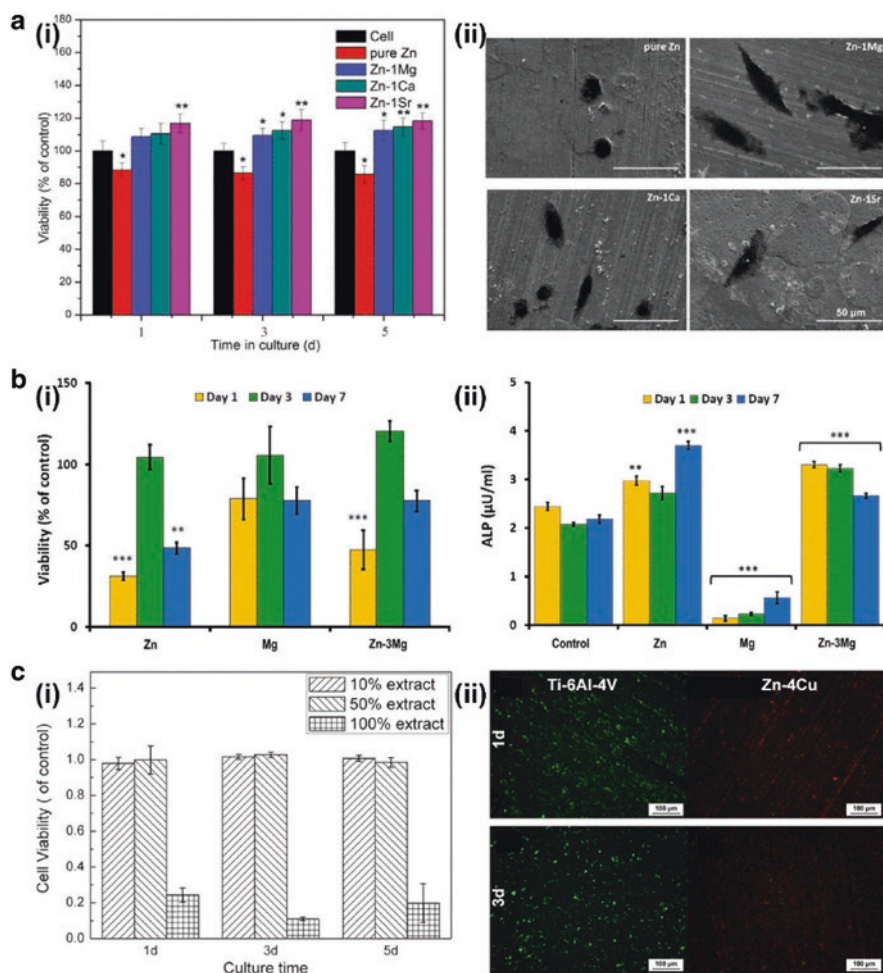 a
(i)
180
160
140
120
100
80
60
40
20
0
Viability (% of control)
Cell
pure Zn
Zn-1Mg
Zn-1Ca
Zn-1Sr
*
**
*
* *
**
*
*
**
**
1
3
5
Time in culture (d)
(ii)
pure Zn
Zn-1Mg
Zn-1Ca
Zn-1Sr
50 µm
b
(i)
150
100
50
0
Viability (% of control)
Day 1
Day 3
Day 7
***
**
***
Zn
Mg
Zn-3Mg
(ii)
5
4
3
2
1
0
ALP (µU/ml)
Day 1
Day 3
Day 7
**
***
***
***
Control
Zn
Mg
Zn-3Mg
c
(i)
1.4
1.2
1.0
0.8
0.6
0.4
0.2
0.0
Cell Viability ( of control)
10% extract
50% extract
100% extract
1d
3d
5d
Culture time
(ii)
Ti-6Al-4V
Zn-4Cu
1d
100 µm
100 µm
3d
100 µm
100 µm